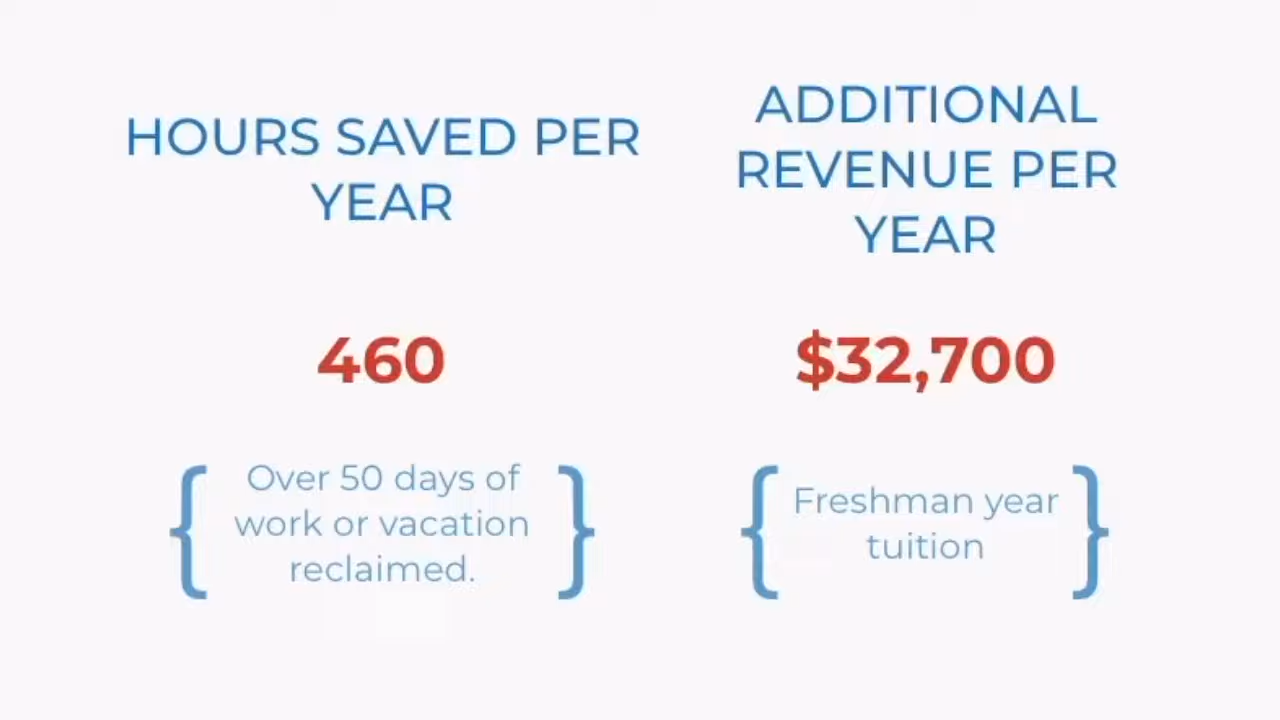 HOURS SAVED PER
YEAR
460
{ Over 50 days of
work or vacation
reclaimed. }
ADDITIONAL
REVENUE PER
YEAR
$32,700
{ Freshman year
tuition }